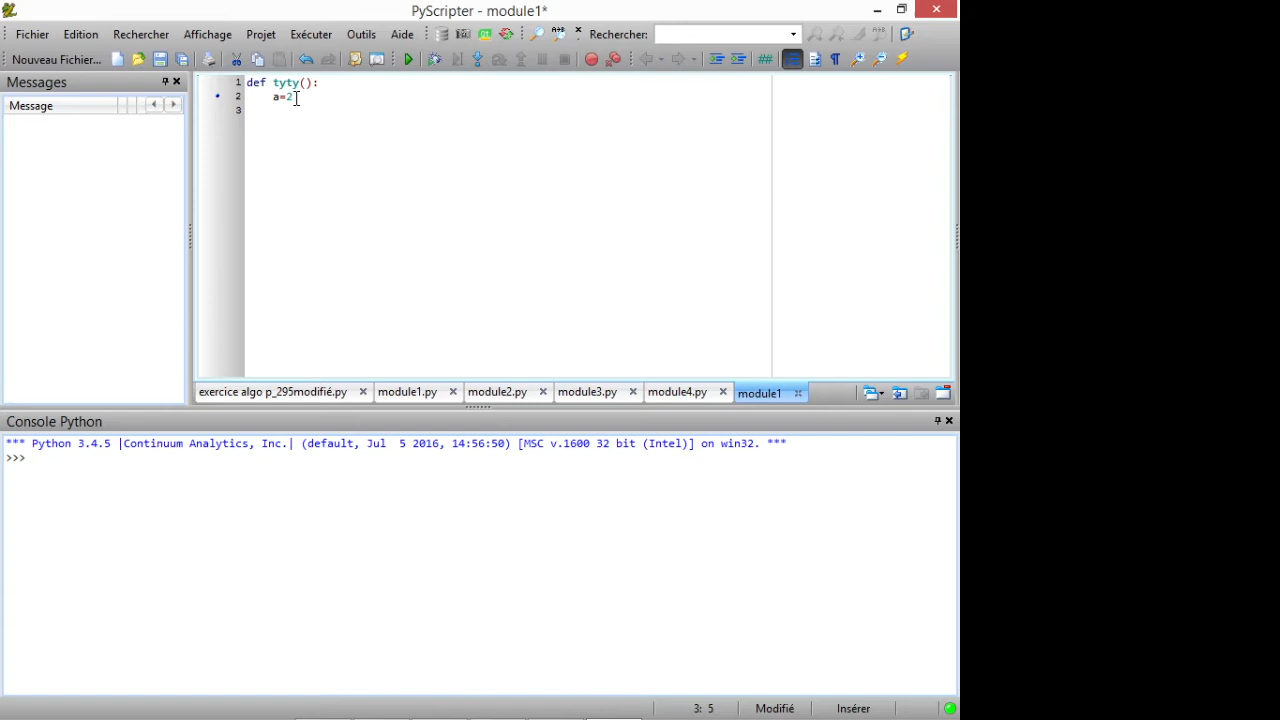 PyScripter - module1*
Fichier Edition Rechercher Affichage Projet Exécuter Outils Aide Rechercher:
Nouveau Fichier...
Messages
Message
1 def tyty():
2 a=2
3
exercice algo p_295modifié.py module1.py module2.py module3.py module4.py module1
Console Python
*** Python 3.4.5 |Continuum Analytics, Inc.| (default, Jul 5 2016, 14:56:50) [MSC v.1600 32 bit (Intel)] on win32. ***
>>>
3: 5 Modifié Insérer